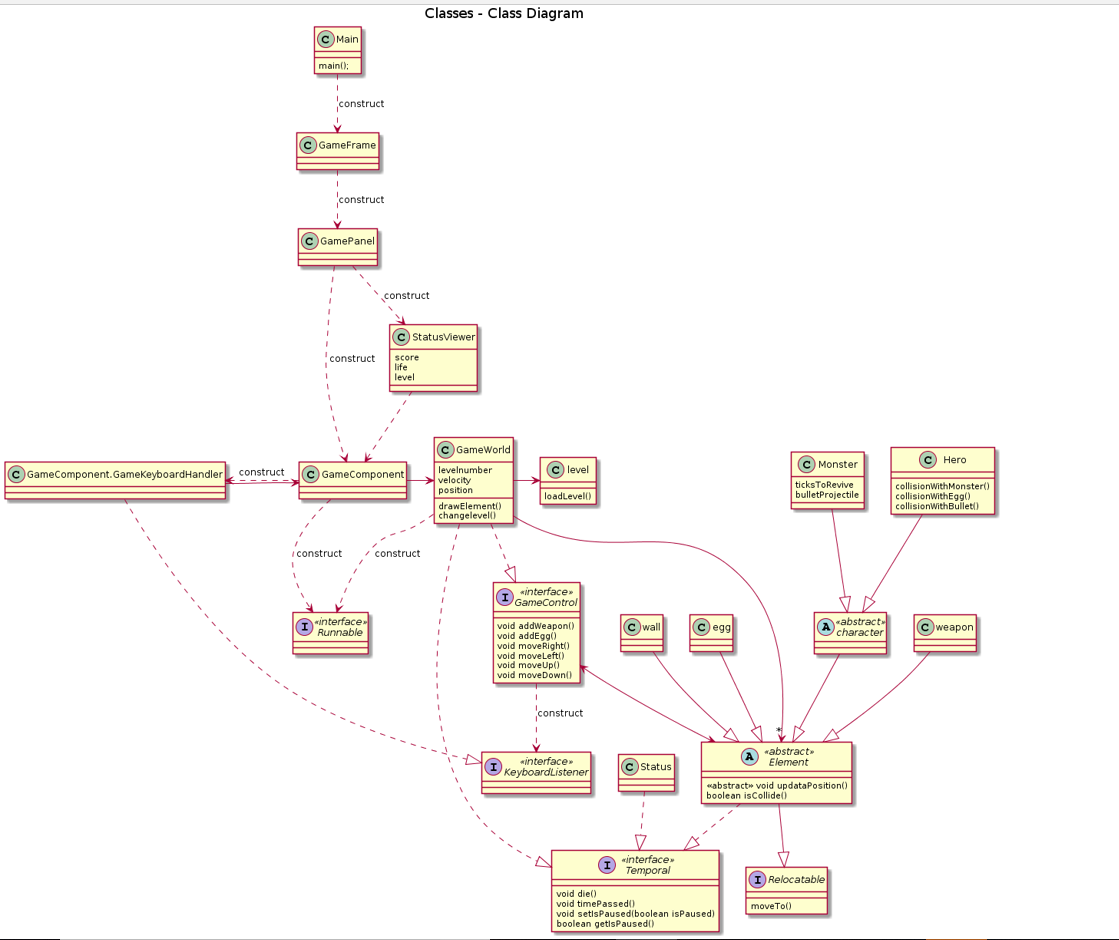 Classes - Class Diagram
C Main
main();
construct
C GameFrame
construct
C GamePanel
construct
C StatusViewer
score
life
level
construct
C GameComponent.GameKeyboardHandler
construct
C GameComponent
C GameWorld
levelnumber
velocity
position
drawElement()
changelevel()
C level
loadLevel()
C Monster
ticksToRevive
bulletProjectile
C Hero
collisionWithMonster()
collisionWithEgg()
collisionWithBullet()
construct
construct
I «interface»
Runnable
I «interface»
GameControl
void addWeapon()
void addEgg()
void moveRight()
void moveLeft()
void moveUp()
void moveDown()
C wall
C egg
A «abstract»
character
C weapon
construct
*
I «interface»
KeyboardListener
C Status
A «abstract»
Element
«abstract» void updataPosition()
boolean isCollide()
I «interface»
Temporal
void die()
void timePassed()
void setIsPaused(boolean isPaused)
boolean getIsPaused()
I Relocatable
moveTo()